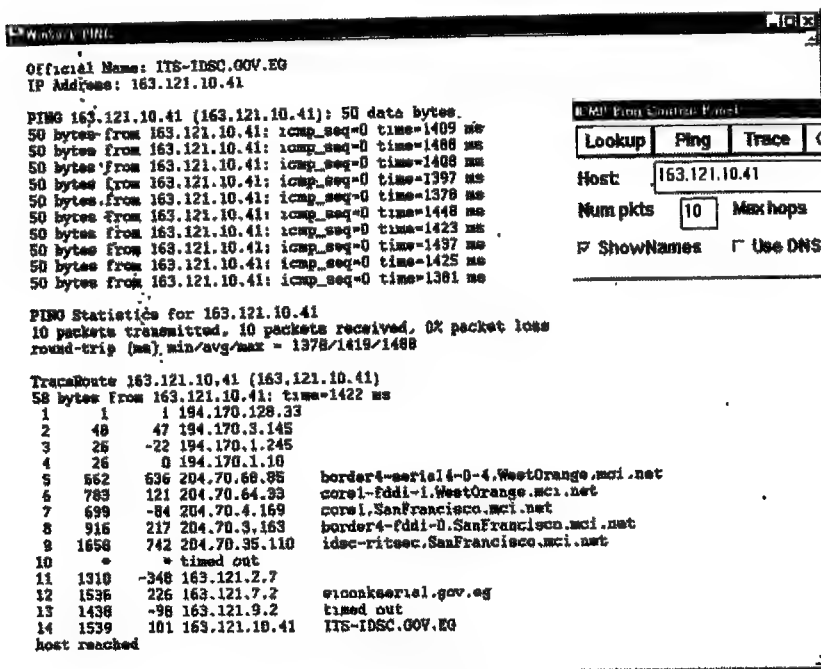 Winsock PING
Official Name: ITS-IDSC.GOV.EG
IP Address: 163.121.10.41
PING 163.121.10.41 (163.121.10.41): 50 data bytes.
50 bytes from 163.121.10.41: icmp_seq=0 time=1409 ms
50 bytes from 163.121.10.41: icmp_seq=0 time=1488 ms
50 bytes from 163.121.10.41: icmp_seq=0 time=1408 ms
50 bytes from 163.121.10.41: icmp_seq=0 time=1397 ms
50 bytes from 163.121.10.41: icmp_seq=0 time=1378 ms
50 bytes from 163.121.10.41: icmp_seq=0 time=1448 ms
50 bytes from 163.121.10.41: icmp_seq=0 time=1423 ms
50 bytes from 163.121.10.41: icmp_seq=0 time=1437 ms
50 bytes from 163.121.10.41: icmp_seq=0 time=1425 ms
50 bytes from 163.121.10.41: icmp_seq=0 time=1381 ms
PING Statistics for 163.121.10.41
10 packets transmitted, 10 packets received, 0% packet loss
round-trip (ms) min/avg/max = 1378/1419/1488
TraceRoute 163.121.10.41 (163.121.10.41)
58 bytes From 163.121.10.41: time=1422 ms
1 1 1 194.170.128.33
2 48 47 194.170.3.145
3 26 -22 194.170.1.245
4 26 0 194.170.1.10
5 662 636 204.70.68.85 border4-serial4-0-4.WestOrange.mci.net
6 783 121 204.70.64.33 core1-fddi-1.WestOrange.mci.net
7 699 -84 204.70.4.169 core1.SanFrancisco.mci.net
8 916 217 204.70.3.163 border4-fddi-0.SanFrancisco.mci.net
9 1658 742 204.70.35.110 idsc-ritsec.SanFrancisco.mci.net
10 * * timed out
11 1310 -348 163.121.2.7
12 1536 226 163.121.7.2 .gov.eg
13 1438 -98 163.121.9.2 timed out
14 1539 101 163.121.10.41 ITS-IDSC.GOV.EG
host reached
ICMP Ping Control Panel
Lookup Ping Trace
Host: 163.121.10.41
Num pkts 10 Max hops
ShowNames Use DNS